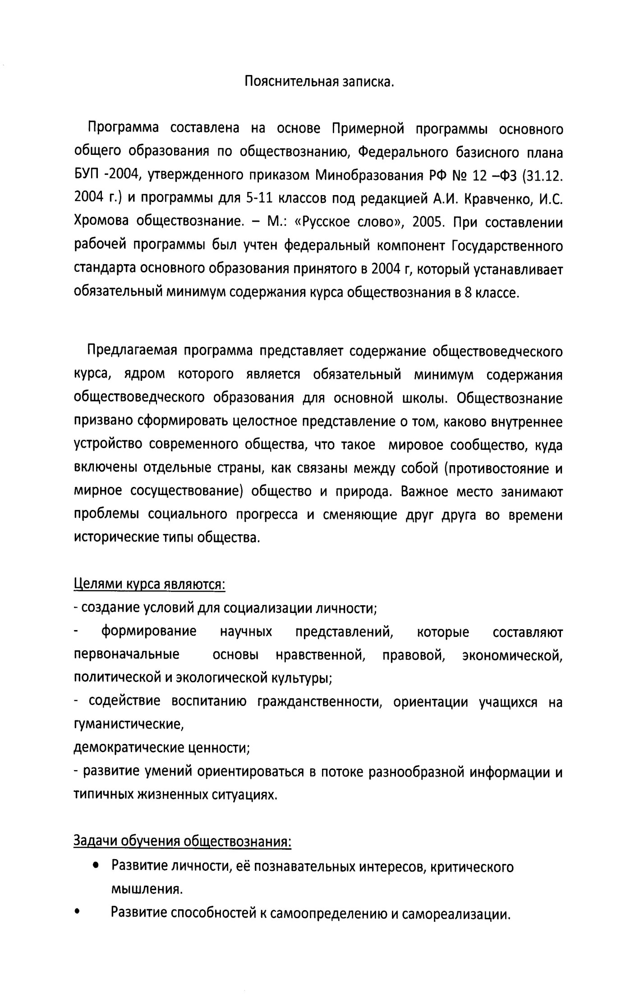 Пояснительная записка.
Программа составлена на основе Примерной программы основного
общего образования по обществознанию, Федерального базисного плана
БУП -2004, утвержденного приказом Минобразования РФ № 12 –ФЗ (31.12.
2004 г.) и программы для 5-11 классов под редакцией А.И. Кравченко, И.С.
Хромова обществознание. – М.: «Русское слово», 2005. При составлении
рабочей программы был учтен федеральный компонент Государственного
стандарта основного образования принятого в 2004 г, который устанавливает
обязательный минимум содержания курса обществознания в 8 классе.
Предлагаемая программа представляет содержание обществоведческого
курса, ядром которого является обязательный минимум содержания
обществоведческого образования для основной школы. Обществознание
призвано сформировать целостное представление о том, каково внутреннее
устройство современного общества, что такое  мировое сообщество, куда
включены отдельные страны, как связаны между собой (противостояние и
мирное сосуществование) общество и природа. Важное место занимают
проблемы социального прогресса и сменяющие друг друга во времени
исторические типы общества.
Целями курса являются:
- создание условий для социализации личности;
- формирование научных представлений, которые составляют
первоначальные основы нравственной, правовой, экономической,
политической и экологической культуры;
- содействие воспитанию гражданственности, ориентации учащихся на
гуманистические,
демократические ценности;
- развитие умений ориентироваться в потоке разнообразной информации и
типичных жизненных ситуациях.
Задачи обучения обществознания:
• Развитие личности, её познавательных интересов, критического
мышления.
• Развитие способностей к самоопределению и самореализации.